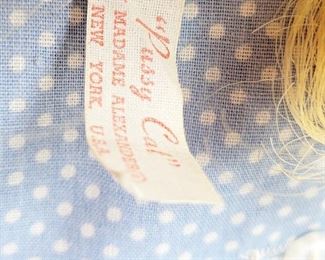 "Pussy Cat"
MADAME ALEXANDER
NEW YORK U.S.A.